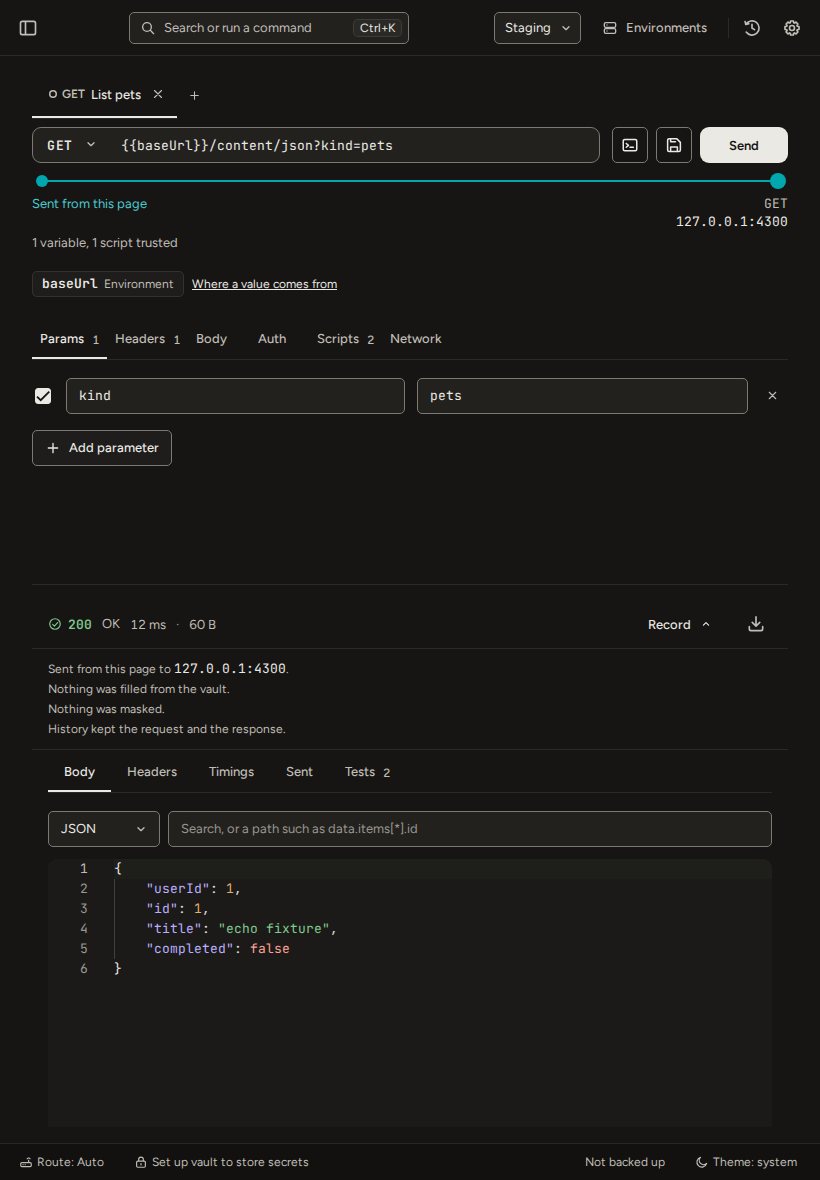 Search or run a command Ctrl+K Staging Environments
GET List pets
GET {{baseUrl}}/content/json?kind=pets Send
Sent from this page GET
127.0.0.1:4300
1 variable, 1 script trusted
baseUrl Environment Where a value comes from
Params 1 Headers 1 Body Auth Scripts 2 Network
kind pets
Add parameter
200 OK 12 ms · 60 B Record
Sent from this page to 127.0.0.1:4300.
Nothing was filled from the vault.
Nothing was masked.
History kept the request and the response.
Body Headers Timings Sent Tests 2
JSON Search, or a path such as data.items[*].id
1 {
2 "userId": 1,
3 "id": 1,
4 "title": "echo fixture",
5 "completed": false
6 }
Route: Auto Set up vault to store secrets Not backed up Theme: system